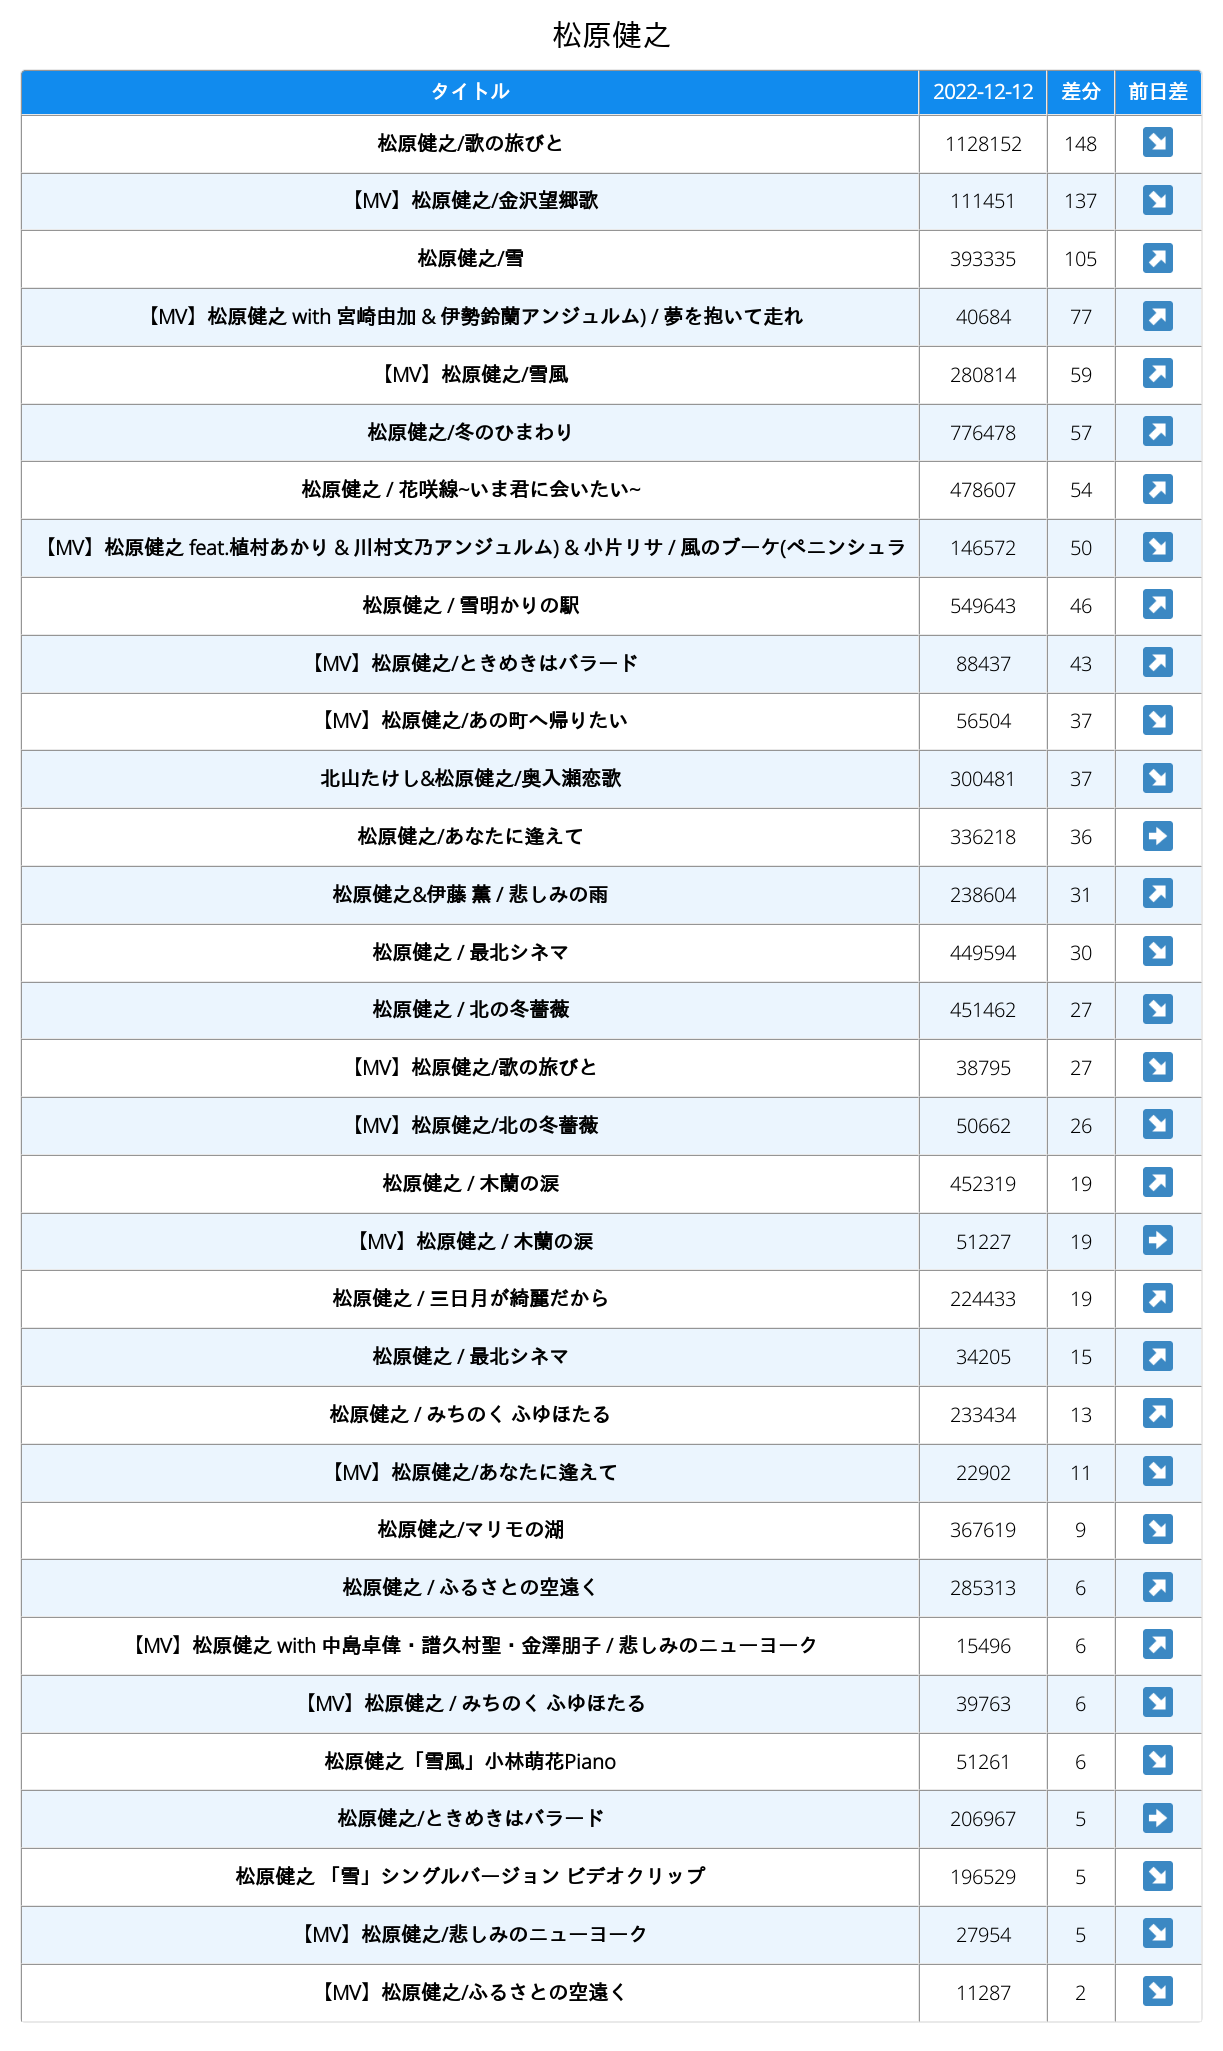 松原健之
タイトル 2022-12-12 差分 前日差
松原健之/歌の旅びと 1128152 148 ↘
【MV】松原健之/金沢望郷歌 111451 137 ↘
松原健之/雪 393335 105 ↗
【MV】松原健之 with 宮崎由加 & 伊勢鈴蘭アンジュルム) / 夢を抱いて走れ 40684 77 ↗
【MV】松原健之/雪風 280814 59 ↗
松原健之/冬のひまわり 776478 57 ↗
松原健之 / 花咲線~いま君に会いたい~ 478607 54 ↗
【MV】松原健之 feat.植村あかり & 川村文乃アンジュルム) & 小片リサ / 風のブーケ(ペニンシュラ 146572 50 ↘
松原健之 / 雪明かりの駅 549643 46 ↗
【MV】松原健之/ときめきはバラード 88437 43 ↗
【MV】松原健之/あの町へ帰りたい 56504 37 ↘
北山たけし&松原健之/奥入瀬恋歌 300481 37 ↘
松原健之/あなたに逢えて 336218 36 ➡
松原健之&伊藤 薫 / 悲しみの雨 238604 31 ↗
松原健之 / 最北シネマ 449594 30 ↘
松原健之 / 北の冬薔薇 451462 27 ↘
【MV】松原健之/歌の旅びと 38795 27 ↘
【MV】松原健之/北の冬薔薇 50662 26 ↘
松原健之 / 木蘭の涙 452319 19 ↗
【MV】松原健之 / 木蘭の涙 51227 19 ➡
松原健之 / 三日月が綺麗だから 224433 19 ↗
松原健之 / 最北シネマ 34205 15 ↗
松原健之 / みちのく ふゆほたる 233434 13 ↗
【MV】松原健之/あなたに逢えて 22902 11 ↘
松原健之/マリモの湖 367619 9 ↘
松原健之 / ふるさとの空遠く 285313 6 ↗
【MV】松原健之 with 中島卓偉・譜久村聖・金澤朋子 / 悲しみのニューヨーク 15496 6 ↗
【MV】松原健之 / みちのく ふゆほたる 39763 6 ↘
松原健之「雪風」小林萌花Piano 51261 6 ↘
松原健之/ときめきはバラード 206967 5 ➡
松原健之 「雪」シングルバージョン ビデオクリップ 196529 5 ↘
【MV】松原健之/悲しみのニューヨーク 27954 5 ↘
【MV】松原健之/ふるさとの空遠く 11287 2 ↘